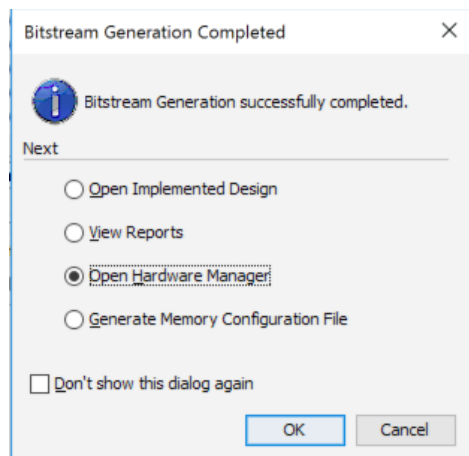 Bitstream Generation Completed
Bitstream Generation successfully completed.
Next
Open Implemented Design
View Reports
Open Hardware Manager
Generate Memory Configuration File
Don't show this dialog again
OK
Cancel